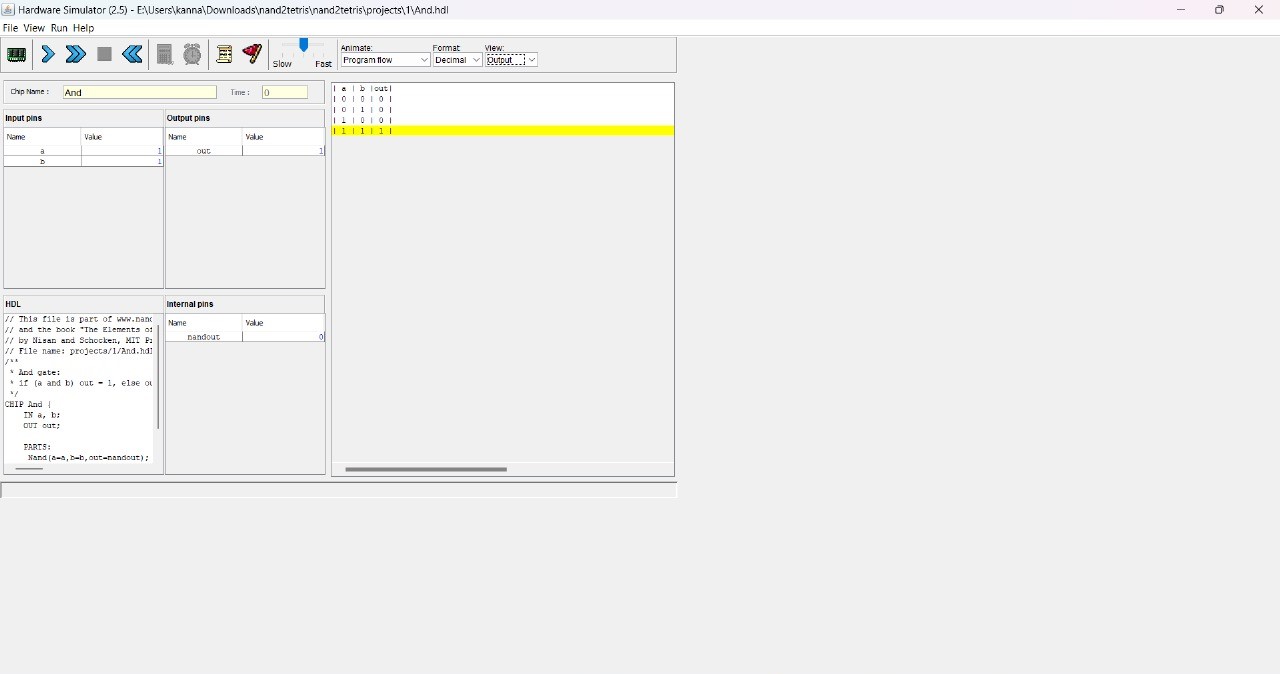 Hardware Simulator (2.5) - E:\Users\kanna\Downloads\nand2tetris\nand2tetris\projects\1\And.hdl
File View Run Help
Slow Fast
Animate:
Program flow
Format:
Decimal
View:
Output
Chip Name :
And
Time :
0
Input pins
Name Value
a 1
b 1
Output pins
Name Value
out 1
| a | b |out|
| 0 | 0 | 0 |
| 0 | 1 | 0 |
| 1 | 0 | 0 |
| 1 | 1 | 1 |
HDL
// This file is part of www.nand
// and the book "The Elements of
// by Nisan and Schocken, MIT
// File name: projects/1/And.hdl
/**
* And gate:
* if (a and b) out = 1, else
*/
CHIP And {
IN a, b;
OUT out;
PARTS:
Nand(a=a,b=b,out=nandout);
Internal pins
Name Value
nandout 0